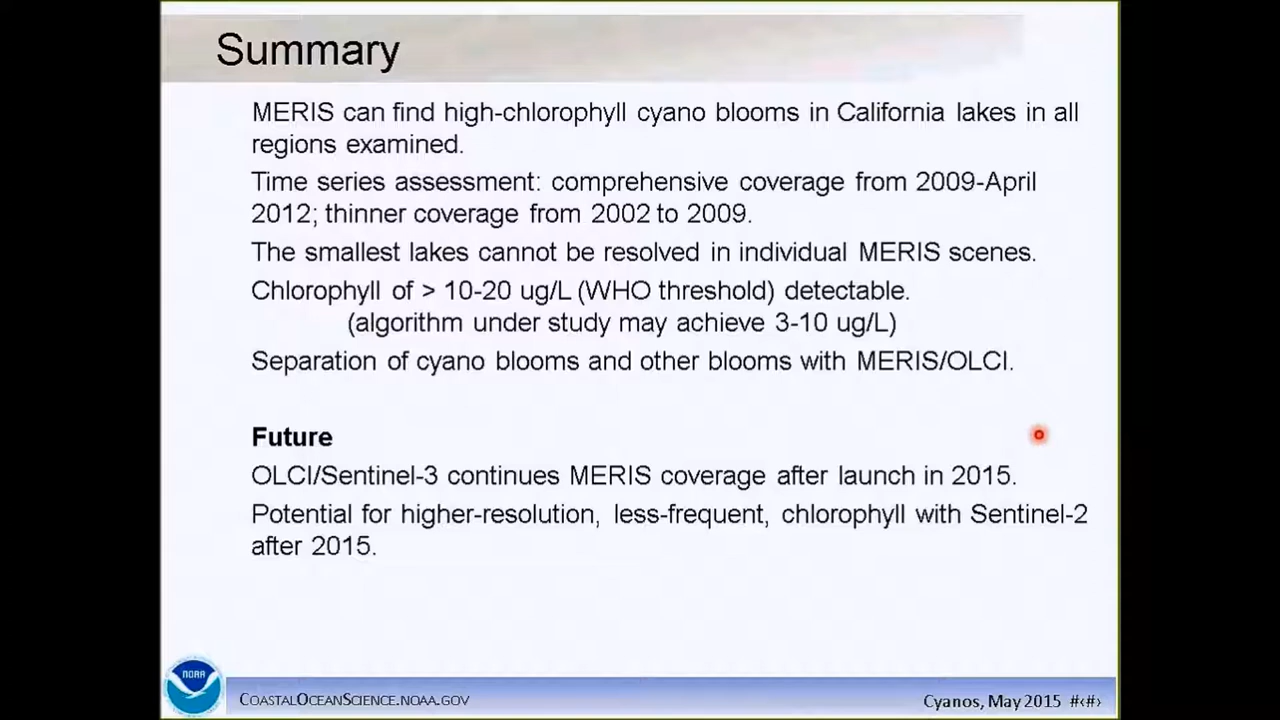 Summary
MERIS can find high-chlorophyll cyano blooms in California lakes in all
regions examined.
Time series assessment: comprehensive coverage from 2009-April
2012; thinner coverage from 2002 to 2009.
The smallest lakes cannot be resolved in individual MERIS scenes.
Chlorophyll of > 10-20 ug/L (WHO threshold) detectable.
(algorithm under study may achieve 3-10 ug/L)
Separation of cyano blooms and other blooms with MERIS/OLCI.
Future
OLCI/Sentinel-3 continues MERIS coverage after launch in 2015.
Potential for higher-resolution, less-frequent, chlorophyll with Sentinel-2
after 2015.
NOAA
COASTALOCEANSCIENCE.NOAA.GOV
Cyanos, May 2015 #‹#›